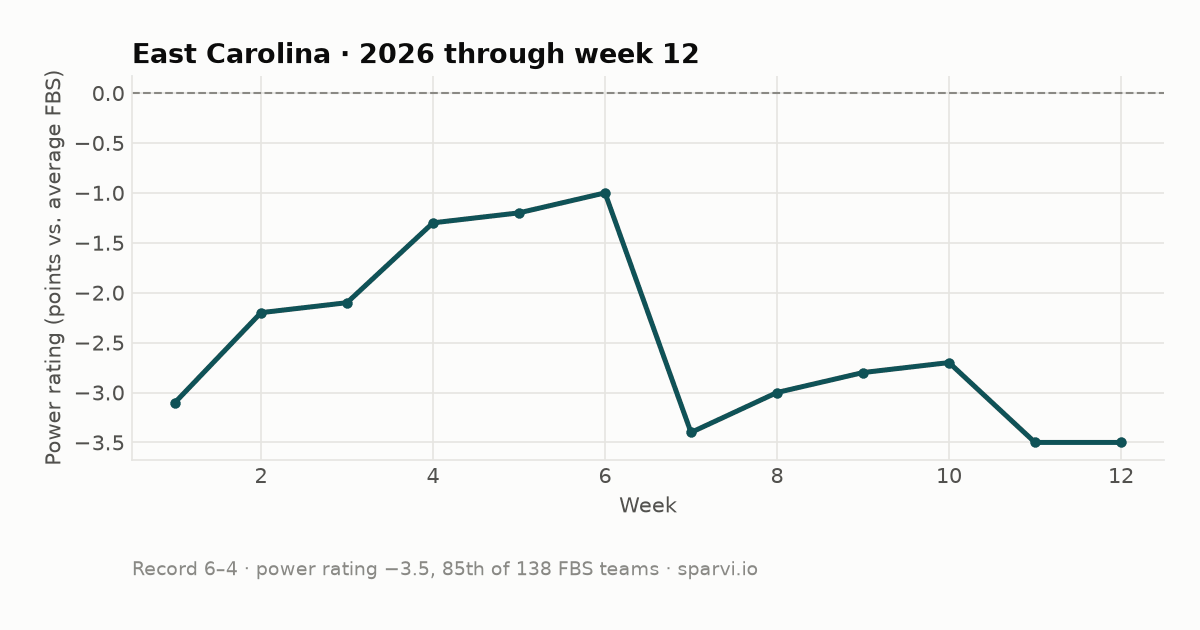 East Carolina · 2026 through week 12
Power rating (points vs. average FBS)
0.0
−0.5
−1.0
−1.5
−2.0
−2.5
−3.0
−3.5
2 4 6 8 10 12
Week
Record 6–4 · power rating −3.5, 85th of 138 FBS teams · sparvi.io